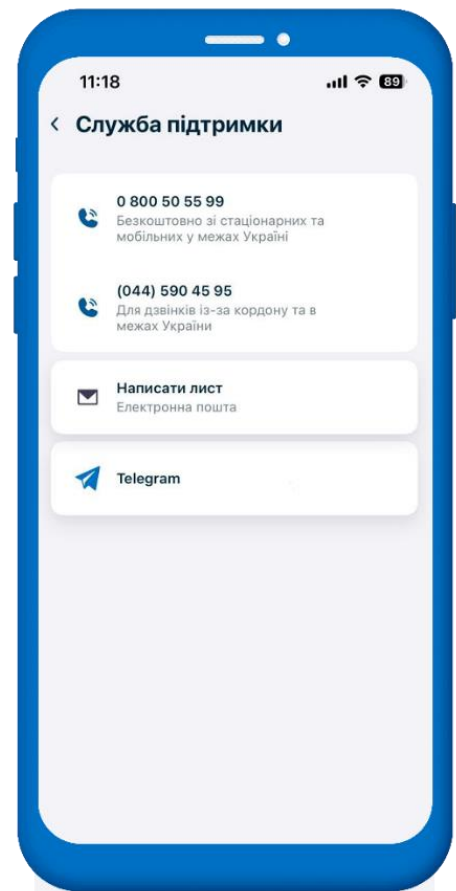 11:18
89
Служба підтримки
0 800 50 55 99
Безкоштовно зі стаціонарних та
мобільних у межах Україні
(044) 590 45 95
Для дзвінків із-за кордону та в
межах України
Написати лист
Електронна пошта
Telegram